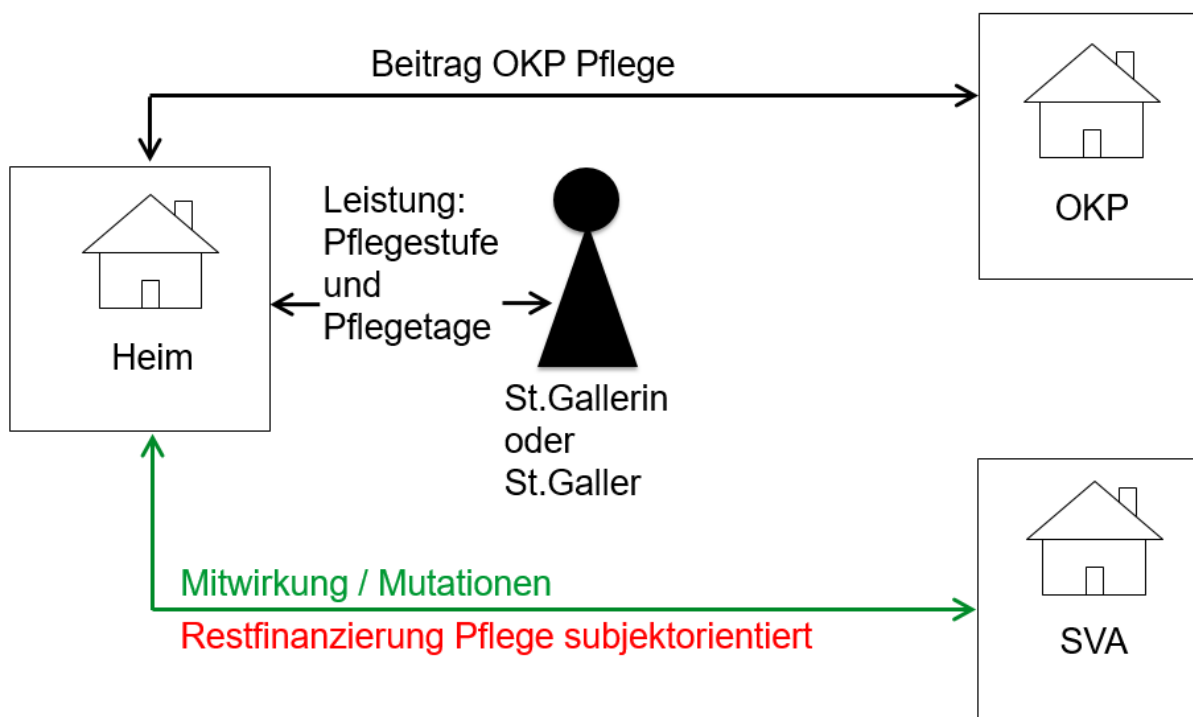 Beitrag OKP Pflege
OKP
Leistung:
Pflegestufe
und
Pflegetage
Heim
St.Gallerin
oder
St.Galler
Mitwirkung / Mutationen
Restfinanzierung Pflege subjektorientiert
SVA